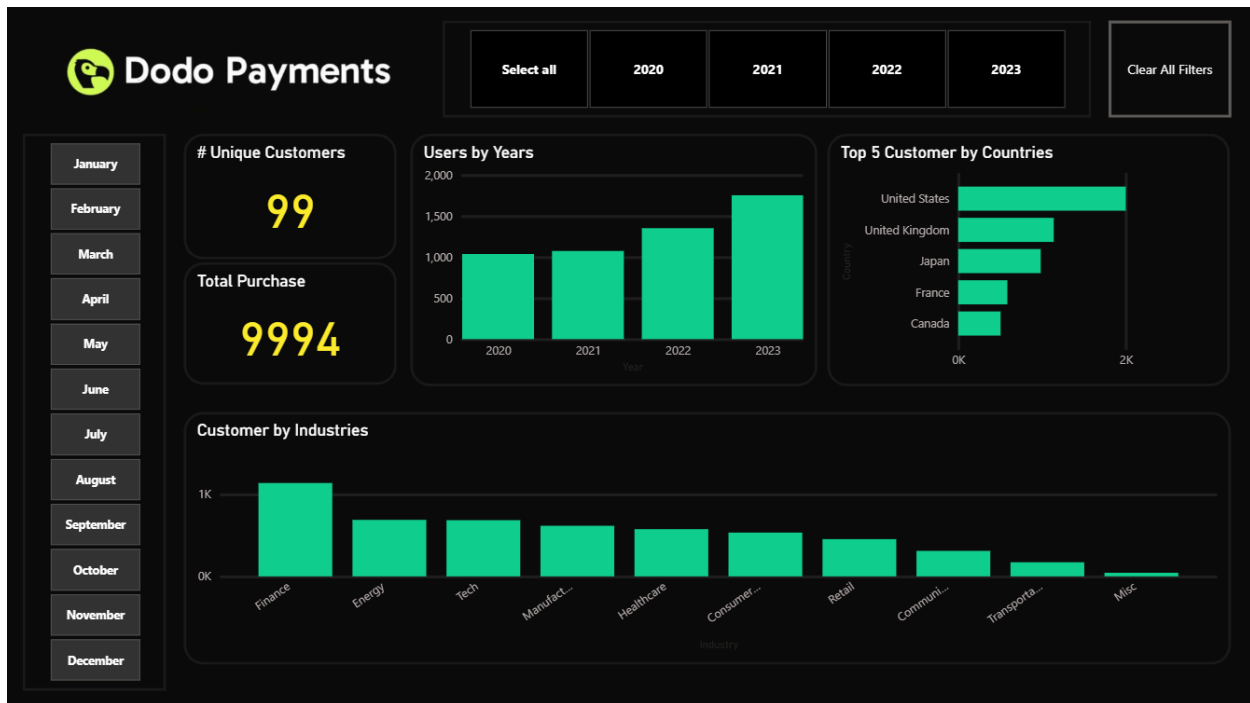 Dodo Payments
Select all
2020
2021
2022
2023
Clear All Filters
January
February
March
April
May
June
July
August
September
October
November
December
# Unique Customers
99
Total Purchase
9994
Users by Years
2,000
1,500
1,000
500
0
2020
2021
2022
2023
Year
Top 5 Customer by Countries
Country
United States
United Kingdom
Japan
France
Canada
0K
2K
Customer by Industries
1K
0K
Finance
Energy
Tech
Manufact...
Healthcare
Consumer...
Retail
Communi...
Transporta...
Misc
Industry